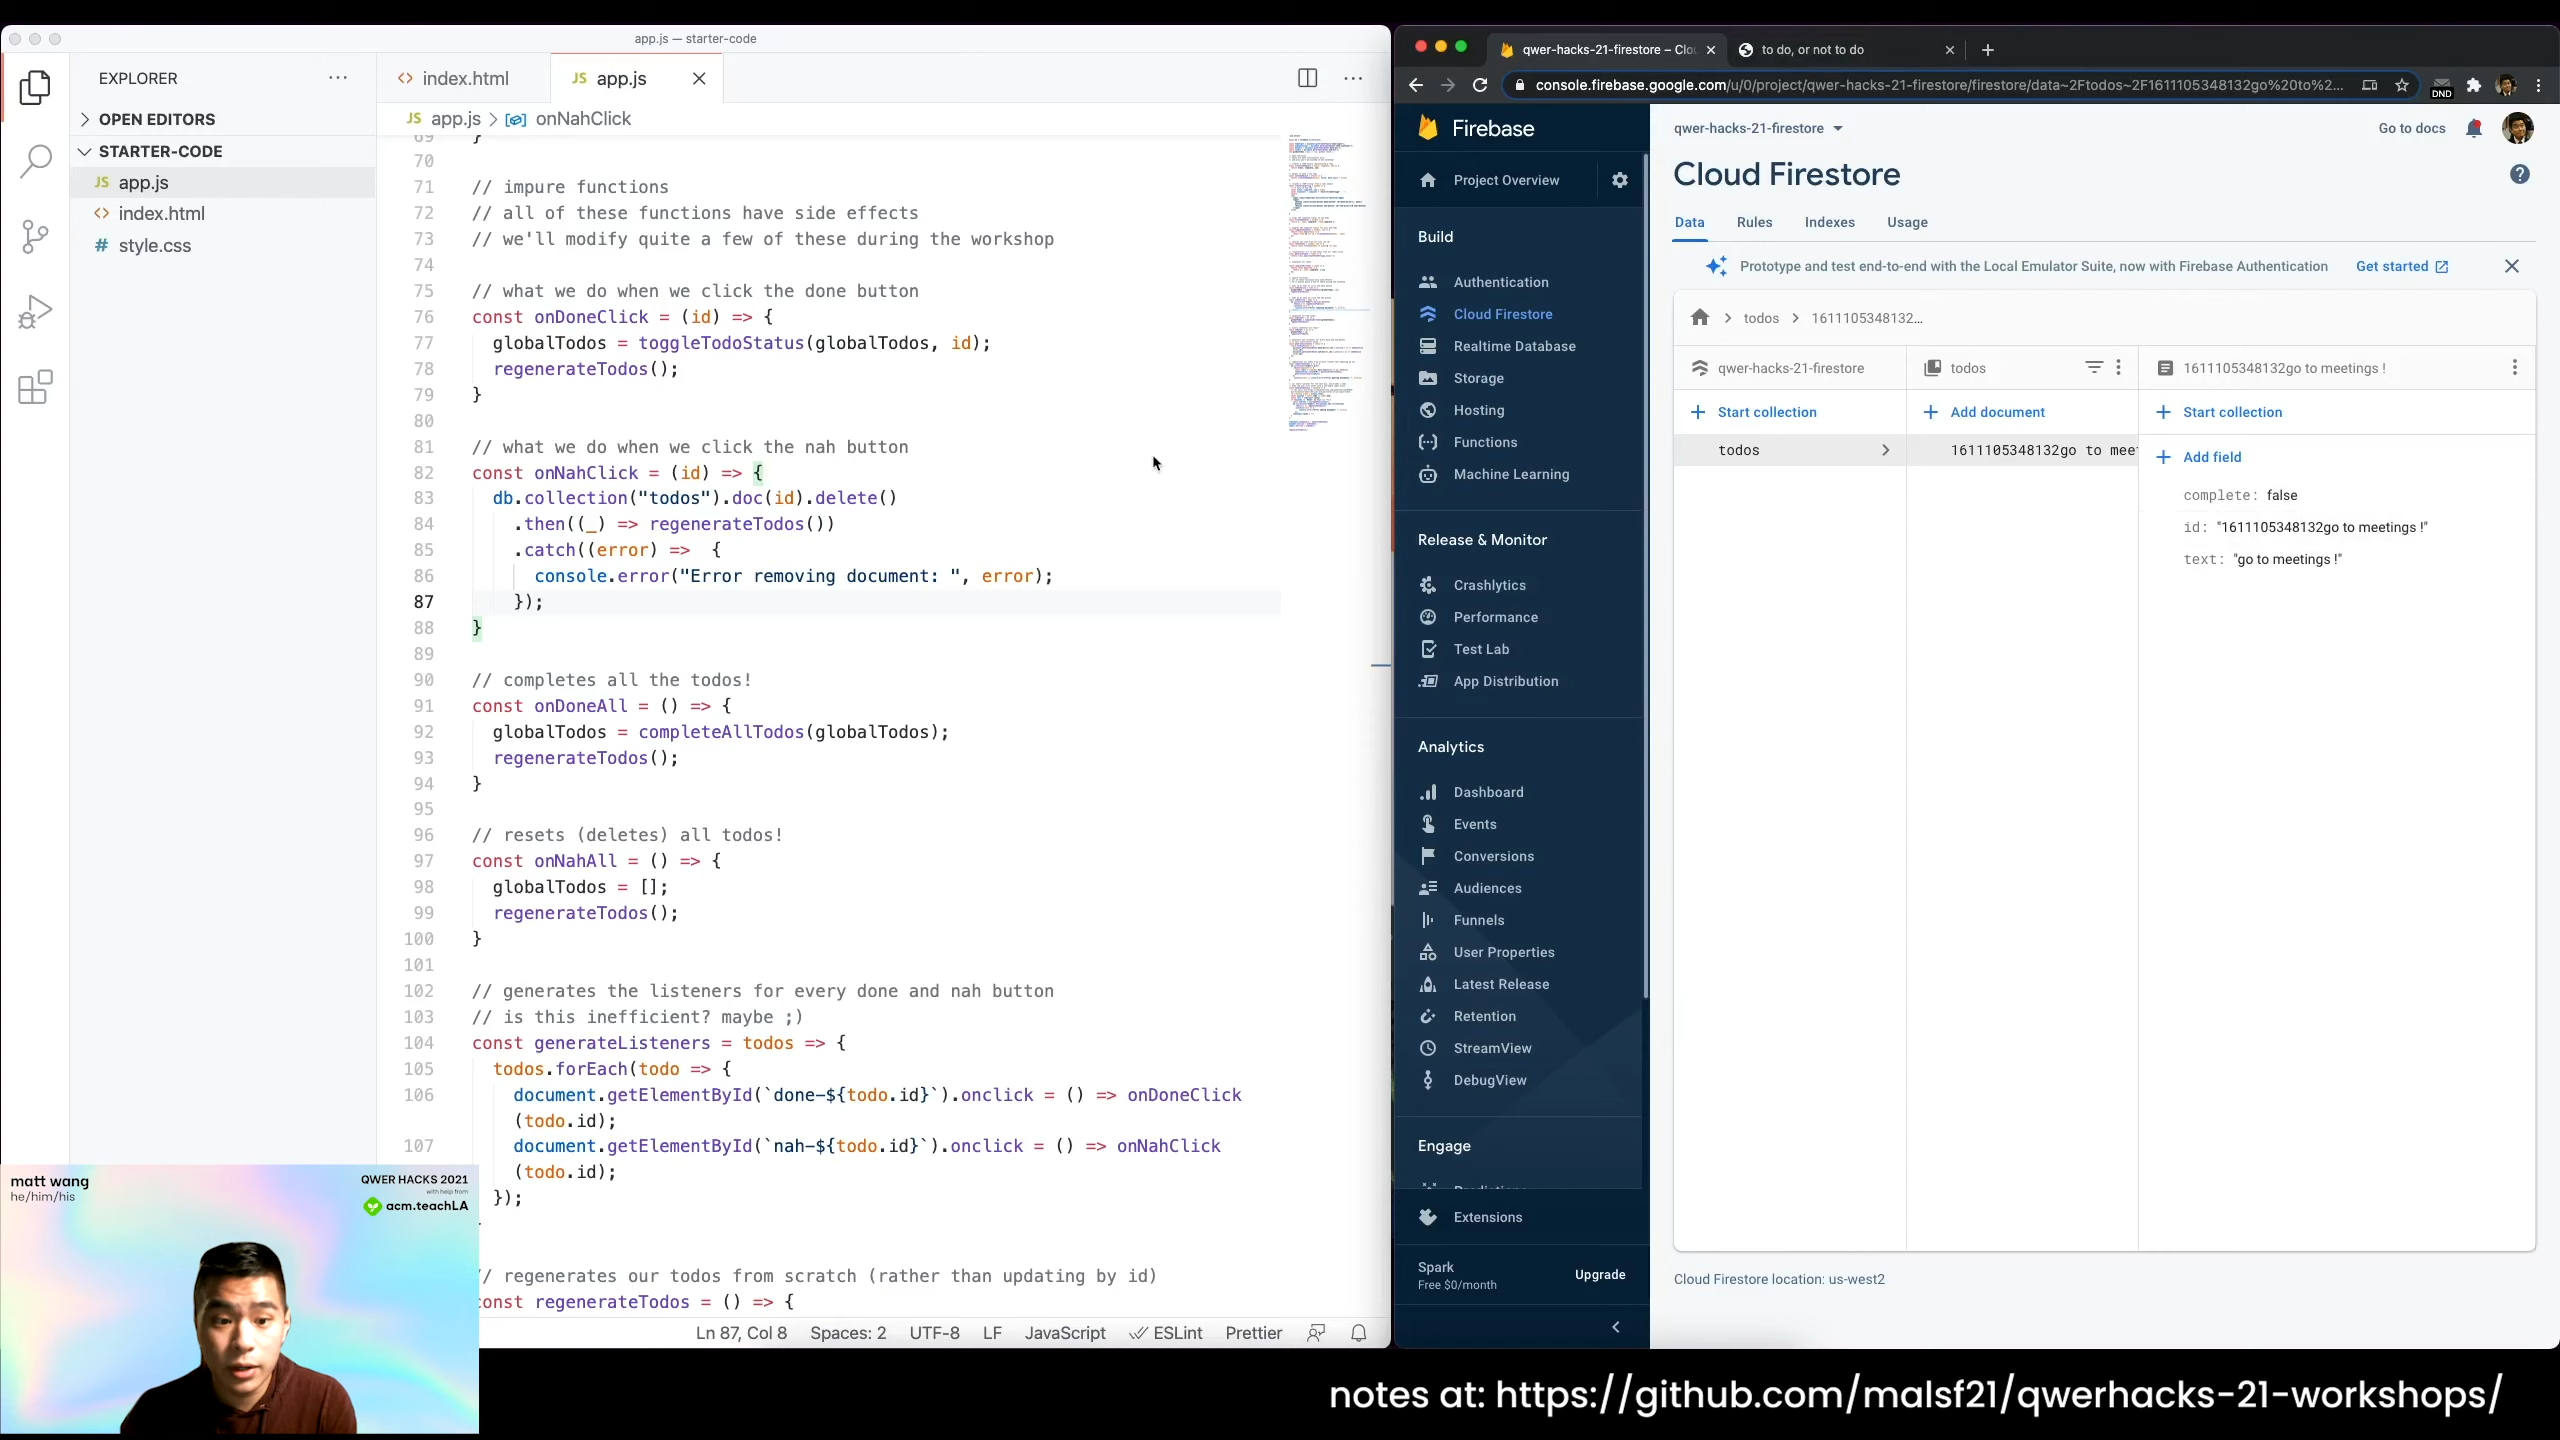 app.js — starter-code
EXPLORER
OPEN EDITORS
STARTER-CODE
JS app.js
<> index.html
# style.css
<> index.html
JS app.js
JS app.js > onNahClick
69 }
70
71 // impure functions
72 // all of these functions have side effects
73 // we'll modify quite a few of these during the workshop
74
75 // what we do when we click the done button
76 const onDoneClick = (id) => {
77 globalTodos = toggleTodoStatus(globalTodos, id);
78 regenerateTodos();
79 }
80
81 // what we do when we click the nah button
82 const onNahClick = (id) => {
83 db.collection("todos").doc(id).delete()
84 .then((_) => regenerateTodos())
85 .catch((error) =>  {
86 console.error("Error removing document: ", error);
87 });
88 }
89
90 // completes all the todos!
91 const onDoneAll = () => {
92 globalTodos = completeAllTodos(globalTodos);
93 regenerateTodos();
94 }
95
96 // resets (deletes) all todos!
97 const onNahAll = () => {
98 globalTodos = [];
99 regenerateTodos();
100 }
101
102 // generates the listeners for every done and nah button
103 // is this inefficient? maybe ;)
104 const generateListeners = todos => {
105 todos.forEach(todo => {
106 document.getElementById(`done-${todo.id}`).onclick = () => onDoneClick
(todo.id);
107 document.getElementById(`nah-${todo.id}`).onclick = () => onNahClick
(todo.id);
});
// regenerates our todos from scratch (rather than updating by id)
const regenerateTodos = () => {
Ln 87, Col 8 Spaces: 2 UTF-8 LF JavaScript ESLint Prettier
matt wang
he/him/his
QWER HACKS 2021
with help from
acm.teachLA
qwer-hacks-21-firestore – Clou
to do, or not to do
console.firebase.google.com/u/0/project/qwer-hacks-21-firestore/firestore/data~2Ftodos~2F1611105348132go%20to%2...
DND
Firebase
Project Overview
Build
Authentication
Cloud Firestore
Realtime Database
Storage
Hosting
Functions
Machine Learning
Release & Monitor
Crashlytics
Performance
Test Lab
App Distribution
Analytics
Dashboard
Events
Conversions
Audiences
Funnels
User Properties
Latest Release
Retention
StreamView
DebugView
Engage
Extensions
Spark
Free $0/month
Upgrade
qwer-hacks-21-firestore
Go to docs
Cloud Firestore
Data Rules Indexes Usage
Prototype and test end-to-end with the Local Emulator Suite, now with Firebase Authentication Get started
todos > 1611105348132...
qwer-hacks-21-firestore
todos
1611105348132go to meetings !
+ Start collection
+ Add document
+ Start collection
todos
1611105348132go to mee
+ Add field
complete: false
id: "1611105348132go to meetings !"
text: "go to meetings !"
Cloud Firestore location: us-west2
notes at: https://github.com/malsf21/qwerhacks-21-workshops/